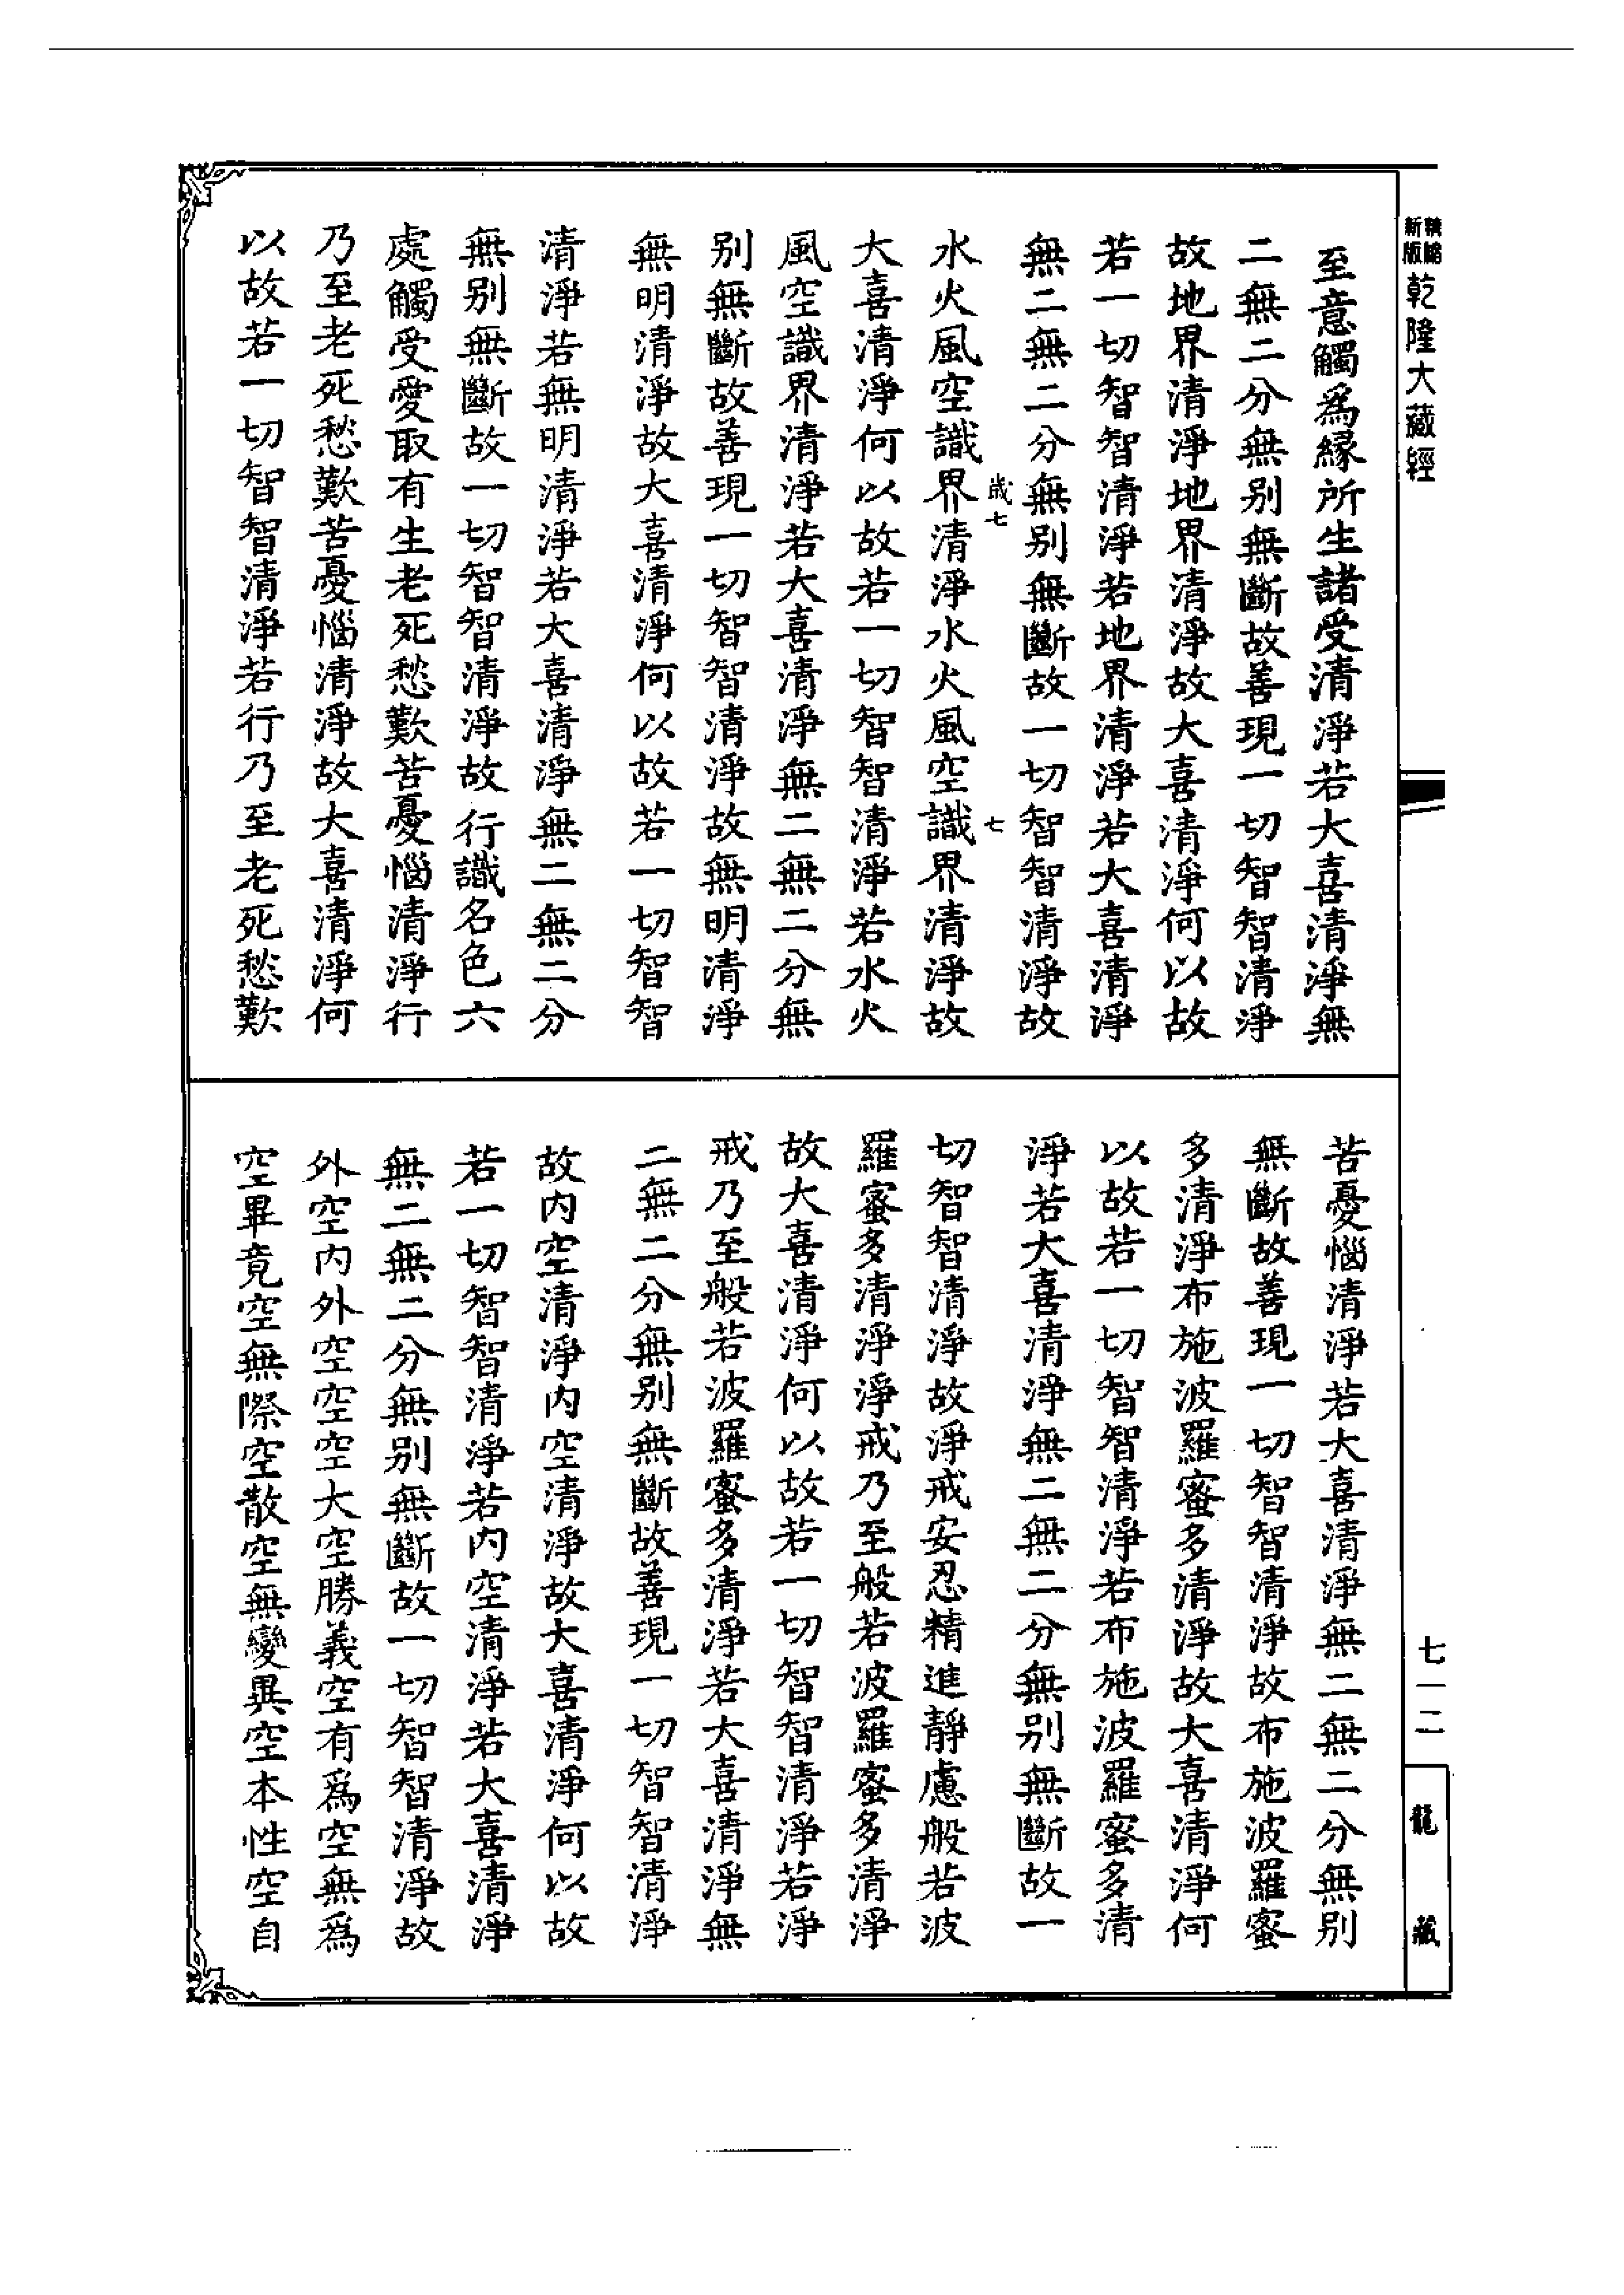 精縮新版
乾隆大藏經
七一二
龍藏
至意觸爲緣所生諸受清淨若大喜清淨無
二無二分無别無斷故善現一切智智清淨
故地界清淨地界清淨故大喜清淨何以故
若一切智智清淨若地界清淨若大喜清淨
無二無二分無别無斷故一切智智清淨故
歲七
七
水火風空識界清淨水火風空識界清淨故
大喜清淨何以故若一切智智清淨若水火
風空識界清淨若大喜清淨無二無二分無
别無斷故善現一切智智清淨故無明清淨
無明清淨故大喜清淨何以故若一切智智
清淨若無明清淨若大喜清淨無二無二分
無别無斷故一切智智清淨故行識名色六
處觸受愛取有生老死愁歎苦憂惱清淨行
乃至老死愁歎苦憂惱清淨故大喜清淨何
以故若一切智智清淨若行乃至老死愁歎
苦憂惱清淨若大喜清淨無二無二分無别
無斷故善現一切智智清淨故布施波羅蜜
多清淨布施波羅蜜多清淨故大喜清淨何
以故若一切智智清淨若布施波羅蜜多清
淨若大喜清淨無二無二分無别無斷故一
切智智清淨故淨戒安忍精進靜慮般若波
羅蜜多清淨淨戒乃至般若波羅蜜多清淨
故大喜清淨何以故若一切智智清淨若淨
戒乃至般若波羅蜜多清淨若大喜清淨無
二無二分無别無斷故善現一切智智清淨
故内空清淨内空清淨故大喜清淨何以故
若一切智智清淨若内空清淨若大喜清淨
無二無二分無别無斷故一切智智清淨故
外空内外空空空大空勝義空有爲空無爲
空畢竟空無際空散空無變異空本性空自